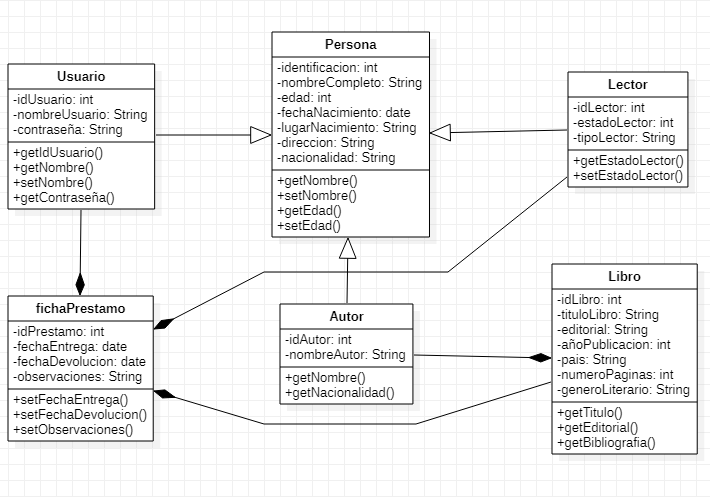 Persona
-identificacion: int
-nombreCompleto: String
-edad: int
-fechaNacimiento: date
-lugarNacimiento: String
-direccion: String
-nacionalidad: String
+getNombre()
+setNombre()
+getEdad()
+setEdad()
Usuario
-idUsuario: int
-nombreUsuario: String
-contraseña: String
+getIdUsuario()
+getNombre()
+setNombre()
+getContraseña()
Lector
-idLector: int
-estadoLector: int
-tipoLector: String
+getEstadoLector()
+setEstadoLector()
fichaPrestamo
-idPrestamo: int
-fechaEntrega: date
-fechaDevolucion: date
-observaciones: String
+setFechaEntrega()
+setFechaDevolucion()
+setObservaciones()
Autor
-idAutor: int
-nombreAutor: String
+getNombre()
+getNacionalidad()
Libro
-idLibro: int
-tituloLibro: String
-editorial: String
-añoPublicacion: int
-pais: String
-numeroPaginas: int
-generoLiterario: String
+getTitulo()
+getEditorial()
+getBibliografia()